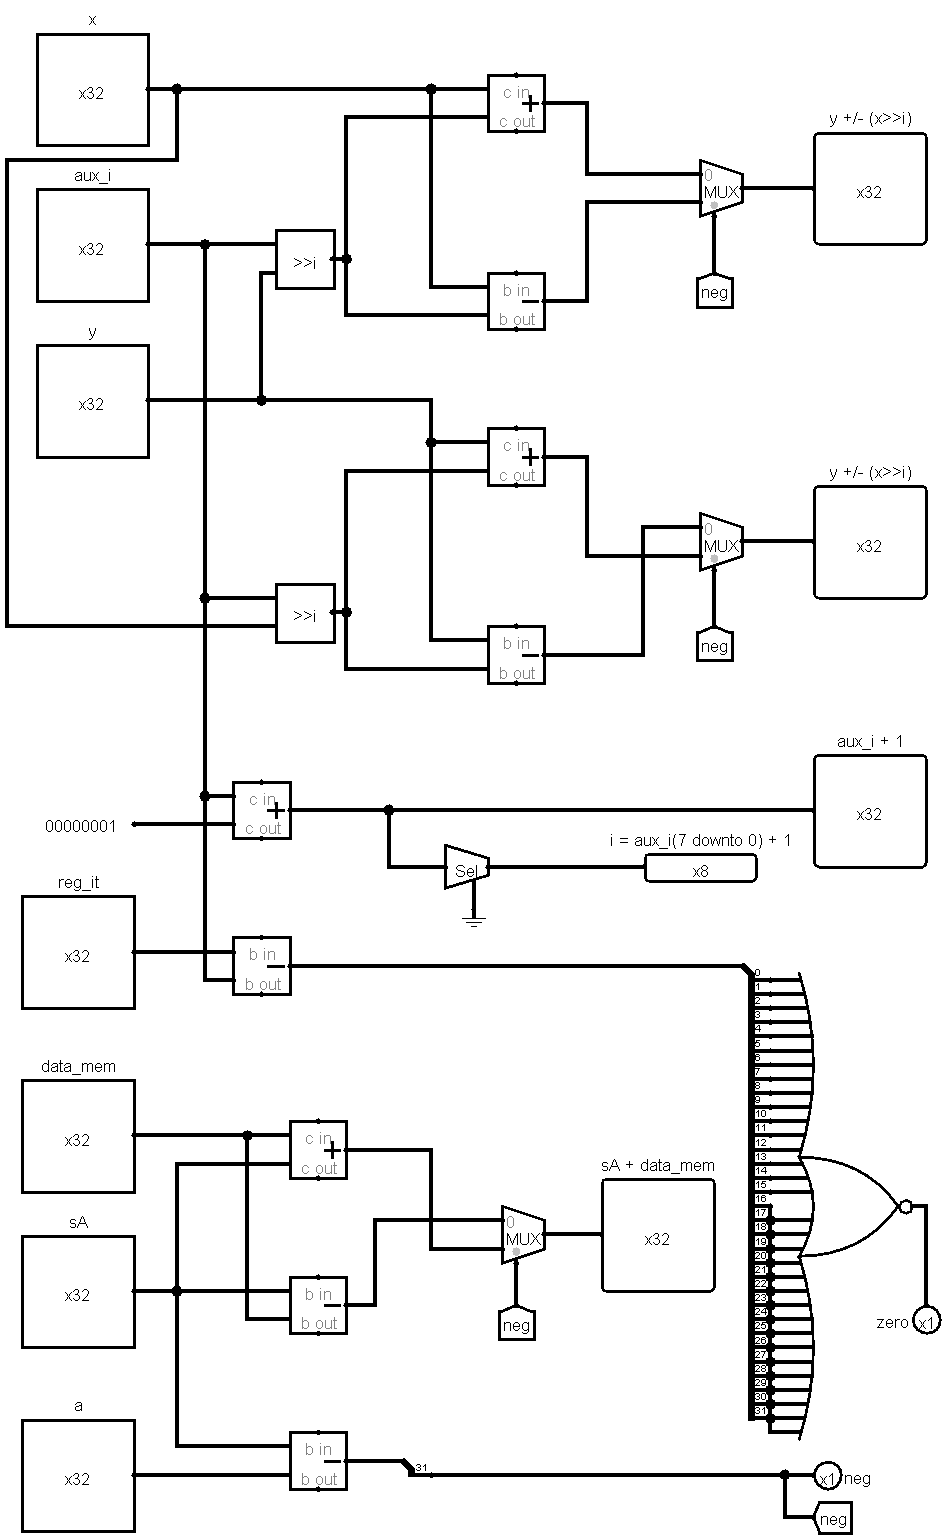 x
x32
c in
+
c out
y +/- (x>>i)
x32
0
MUX
aux_i
x32
>>i
b in
b out
neg
y
x32
c in
+
c out
y +/- (x>>i)
x32
0
MUX
>>i
b in
b out
neg
aux_i + 1
x32
c in
+
c out
00000001
i = aux_i(7 downto 0) + 1
x8
Sel
reg_it
x32
b in
b out
0
1
2
3
4
5
6
7
8
9
10
11
12
13
14
15
16
17
18
19
20
21
22
23
24
25
26
27
28
29
30
31
data_mem
x32
c in
+
c out
sA + data_mem
x32
0
MUX
sA
x32
b in
b out
neg
zero x1
a
x32
b in
b out
31
x1 neg
neg